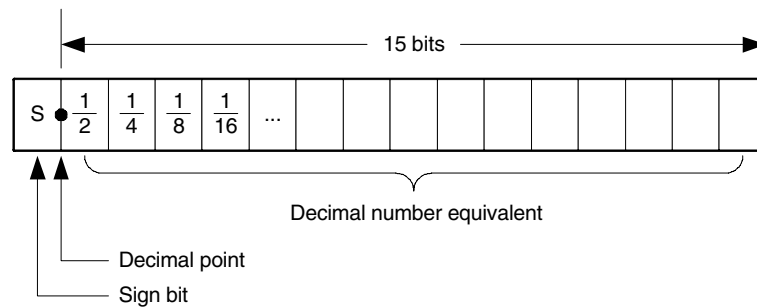 15 bits
S 1/2 1/4 1/8 1/16 ...
Decimal number equivalent
Decimal point
Sign bit